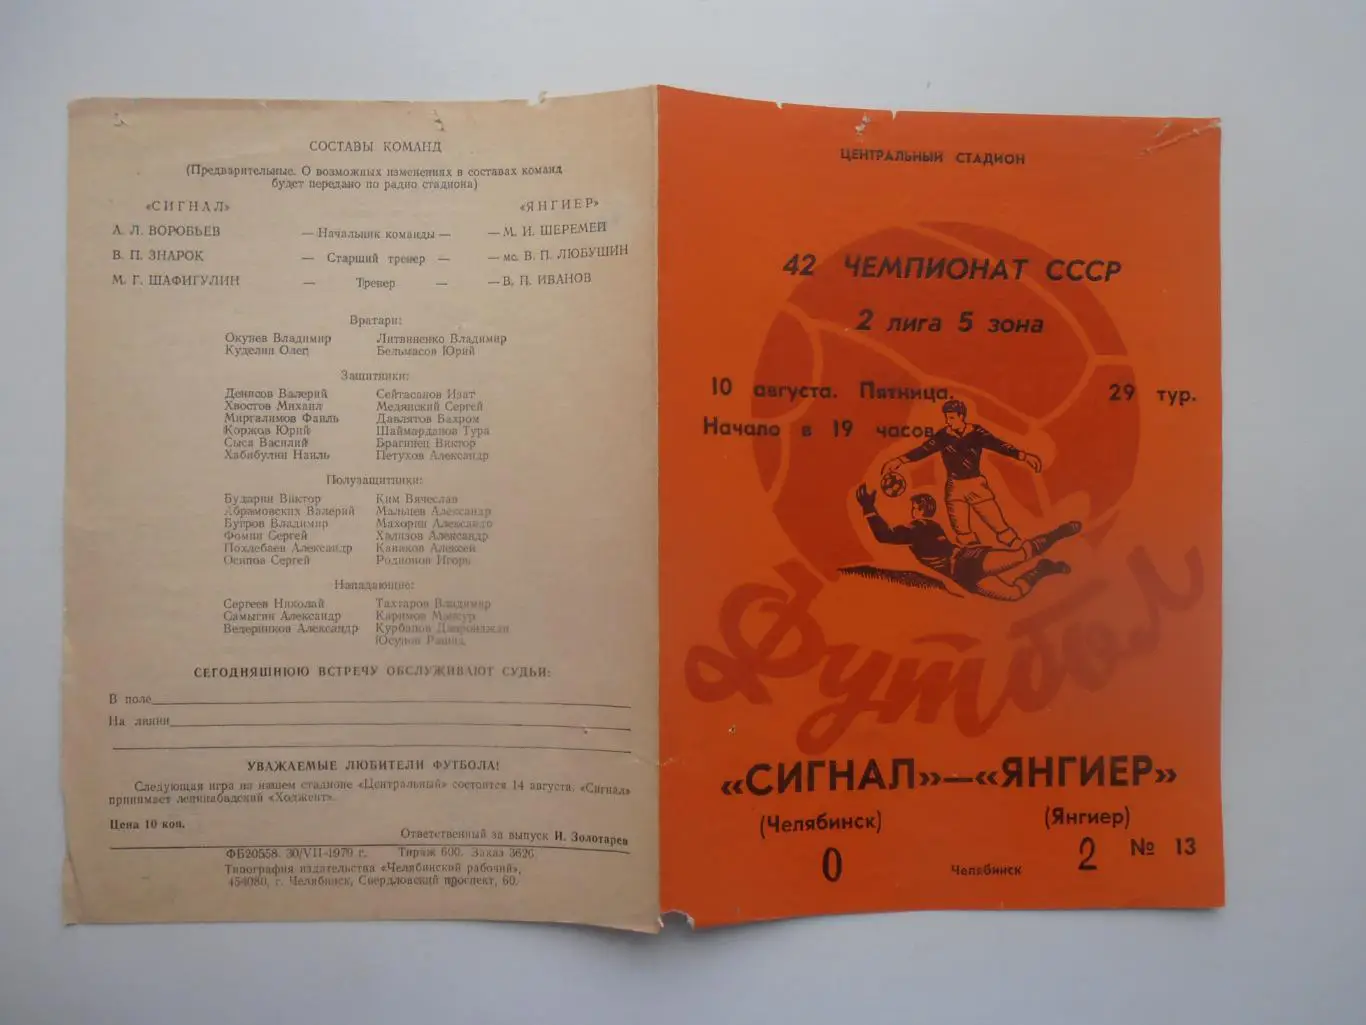 СОСТАВЫ КОМАНД
(Предварительные. О возможных изменениях в составах команд
будет передано по радио стадиона)
«СИГНАЛ» «ЯНГИЕР»
А. Л. ВОРОБЬЕВ — Начальник команды — — М. И. ШЕРЕМЕЙ
В. П. ЗНАРОК — Старший тренер — — мс. В. П. ЛЮБУШИН
М. Г. ШАФИГУЛИН — Тренер — — В. П. ИВАНОВ
Вратари:
Окунев Владимир Литвиненко Владимир
Куделин Олег Бельмасов Юрий
Защитники:
Денисов Валерий Сейтасанов Изат
Хвостов Михаил Медянский Сергей
Миргалимов Фаиль Давлятов Бахром
Коржов Юрий Шаймарданов Тура
Сыса Василий Брагинец Виктор
Хабибулин Наиль Петухов Александр
Полузащитники:
Бударин Виктор Ким Вячеслав
Абрамовских Валерий Мальцев Александр
Бугров Владимир Махорин Александр
Фомин Сергей Хализов Александр
Похлебаев Александр Канаков Алексей
Осипов Сергей Родионов Игорь
Нападающие:
Сергеев Николай Тахтаров Владимир
Самыгин Александр Каримов
Ведерников Александр Курбанов
Юсупов Рашид
СЕГОДНЯШНЮЮ ВСТРЕЧУ ОБСЛУЖИВАЮТ СУДЬИ:
В поле
На линии
УВАЖАЕМЫЕ ЛЮБИТЕЛИ ФУТБОЛА!
Следующая игра на нашем стадионе «Центральный» состоится 14 августа. «Сигнал»
принимает ленинабадский «Ходжент».
Цена 10 коп.
Ответственный за выпуск И. Золотарев
ФБ20558. 30/VII-1979 г. Тираж 600. Заказ 3626
Типография издательства «Челябинский рабочий»,
454080, г. Челябинск, Свердловский проспект, 60.
ЦЕНТРАЛЬНЫЙ СТАДИОН
42 ЧЕМПИОНАТ СССР
2 лига 5 зона
10 августа. Пятница. 29 тур.
Начало в 19 часов
Футбол
«СИГНАЛ»—«ЯНГИЕР»
(Челябинск) (Янгиер)
0 Челябинск 2 № 13